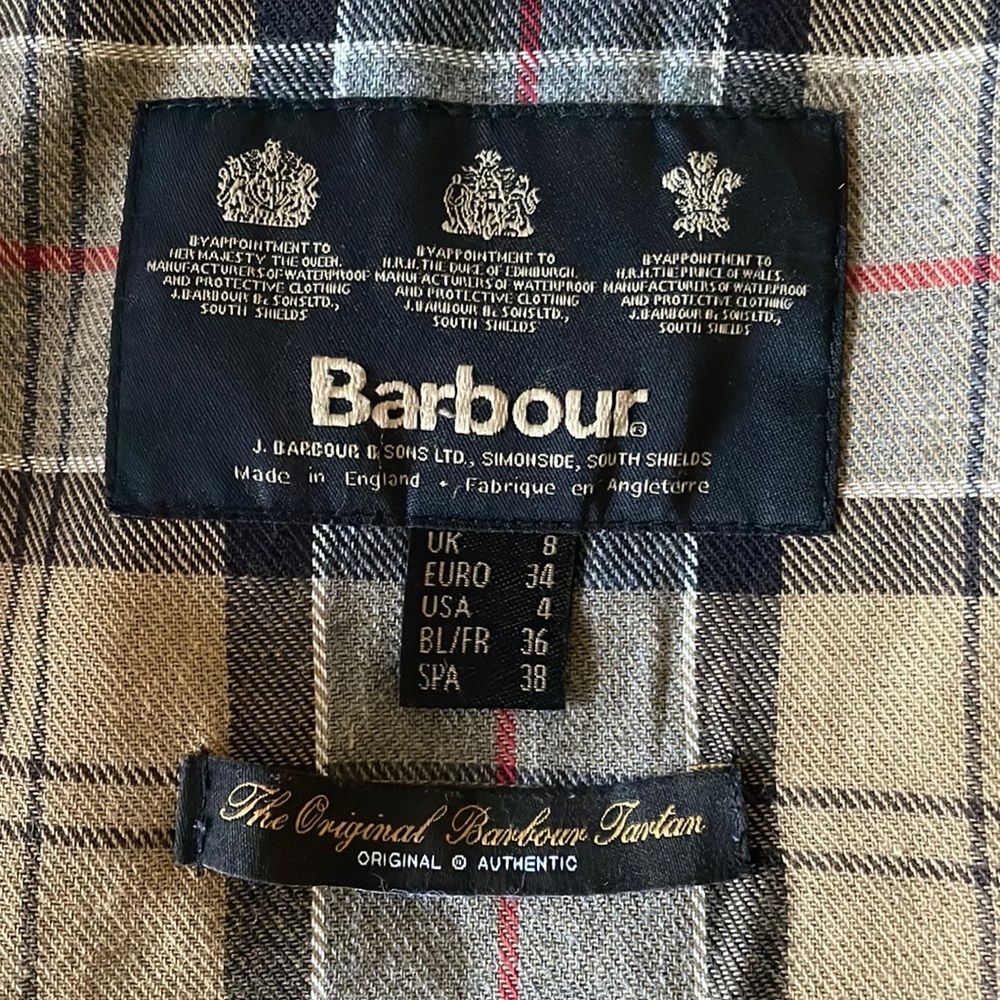 BY APPOINTMENT TO
HER MAJESTY THE QUEEN.
MANUFACTURERS OF WATERPROOF
AND PROTECTIVE CLOTHING
J. BARBOUR & SONS LTD.,
SOUTH SHIELDS
BY APPOINTMENT TO
H.R.H. THE DUKE OF EDINBURGH.
MANUFACTURERS OF WATERPROOF
AND PROTECTIVE CLOTHING
J. BARBOUR & SONS LTD.,
SOUTH SHIELDS
BY APPOINTMENT TO
H.R.H. THE PRINCE OF WALES.
MANUFACTURERS OF WATERPROOF
AND PROTECTIVE CLOTHING
J. BARBOUR & SONS LTD.,
SOUTH SHIELDS
Barbour®
J. BARBOUR & SONS LTD., SIMONSIDE, SOUTH SHIELDS
Made in England • Fabrique en Angleterre
UK 8
EURO 34
USA 4
BL/FR 36
SPA 38
The Original Barbour Tartan
ORIGINAL ® AUTHENTIC